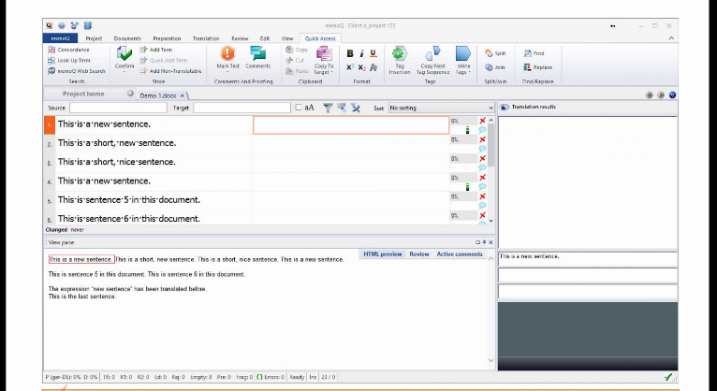 memoQ - Client A_project 123
memoQ Project Documents Preparation Translation Review Edit View Quick Access
Concordance
Look Up Term
memoQ Web Search
Search
Confirm
Add Term
Quick Add Term
Add Non-Translatable
Store
Mark Text Comments
Comments And Proofing
Copy
Cut
Paste
Copy To Target
Clipboard
B I U
X² X₂
Format
Tag Insertion
Copy Next Tag Sequence
Inline Tags
Tags
Split
Join
Split/Join
Find
Replace
Find/Replace
Project home Demo 1.docx
Source Target aA Sort No sorting Translation results
1. This·is·a·new·sentence. 0%
2. This·is·a·short,·new·sentence. 0%
3. This·is·a·short,·nice·sentence. 0%
4. This·is·a·new·sentence. 0%
5. This·is·sentence·5·in·this·document. 0%
6. This·is·sentence·6·in·this·document. 0%
Changed never
View pane
HTML preview Review Active comments
This is a new sentence. This is a short, new sentence. This is a short, nice sentence. This is a new sentence.
This is a new sentence.
This is sentence 5 in this document. This is sentence 6 in this document.
The expression "new sentence" has been translated before.
This is the last sentence.
P (ger-DE): 0% D: 0% TR: 0 R1: 0 R2: 0 Ed: 0 Rej: 0 Empty: 8 Pre: 0 Frag: 0 {} Errors: 0 Ready Ins 23 / 0